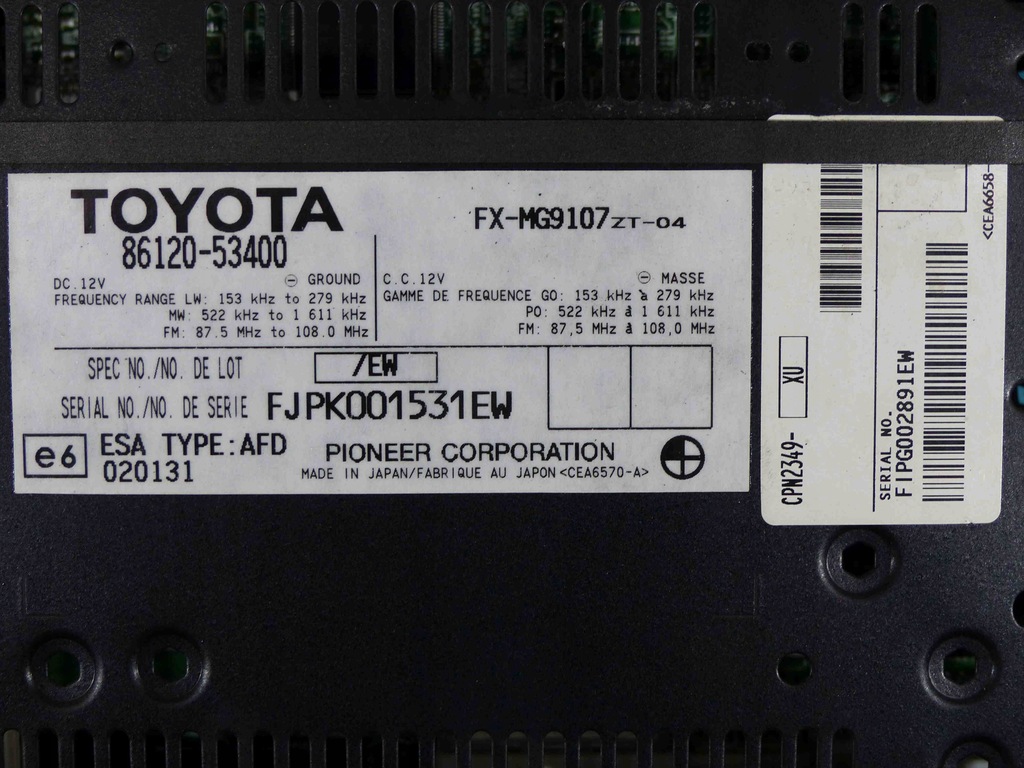 TOYOTA
86120-53400
FX-MG9107ZT-04
DC.12V ⊖ GROUND
FREQUENCY RANGE LW: 153 kHz to 279 kHz
MW: 522 kHz to 1 611 kHz
FM: 87.5 MHz to 108.0 MHz
C.C.12V ⊖ MASSE
GAMME DE FREQUENCE GO: 153 kHz à 279 kHz
PO: 522 kHz à 1 611 kHz
FM: 87,5 MHz à 108,0 MHz
SPEC NO./NO. DE LOT /EW
SERIAL NO./NO. DE SERIE FJPK001531EW
e6 ESA TYPE:AFD
020131
PIONEER CORPORATION
MADE IN JAPAN/FABRIQUE AU JAPON <CEA6570-A>
CPN2349- XU
SERIAL NO.
FIPG002891EW
<CEA6658-